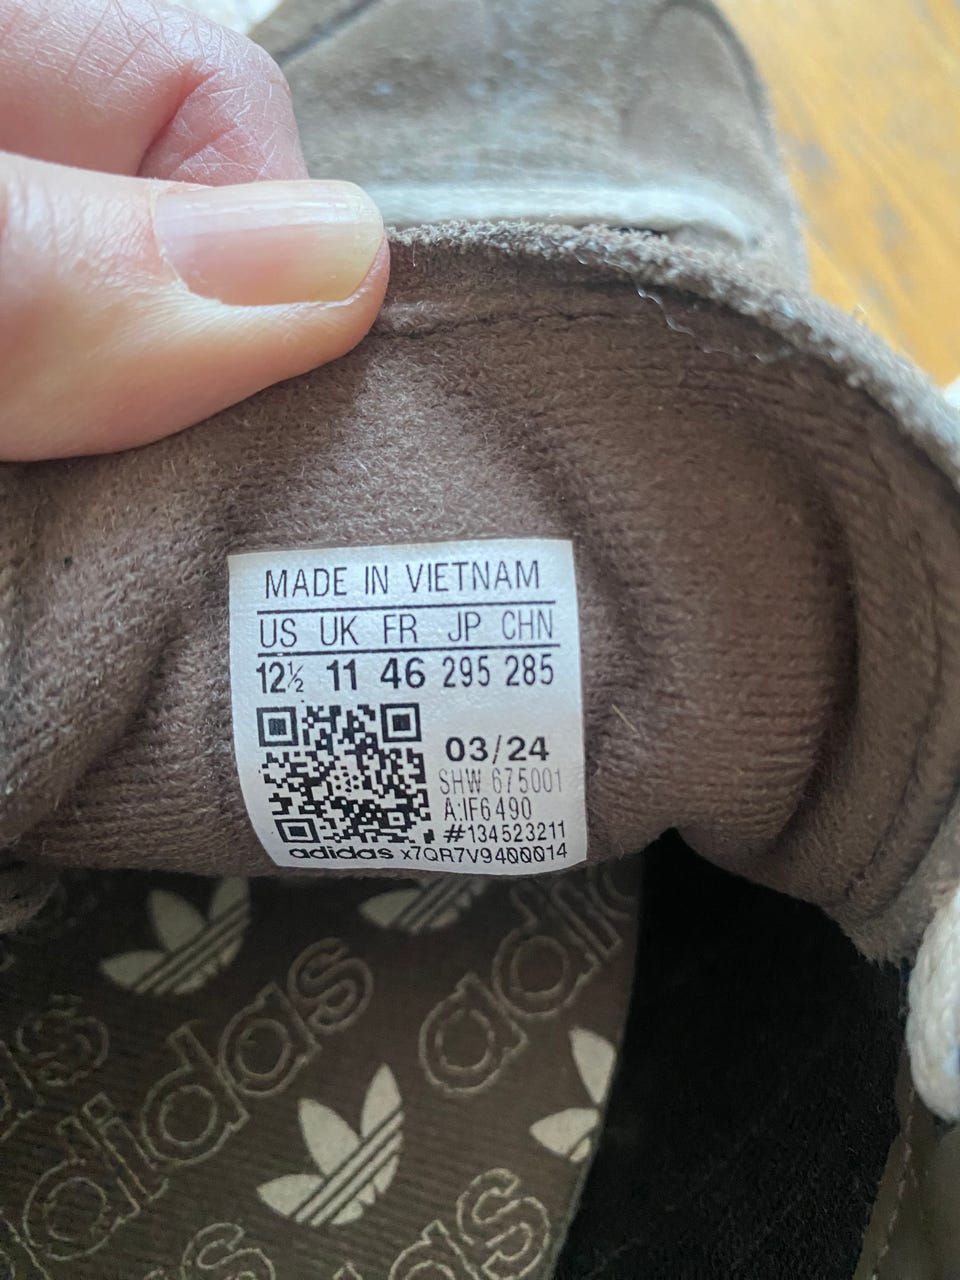 MADE IN VIETNAM
US UK FR JP CHN
12½ 11 46 295 285
03/24
SHW 675001
A:IF6490
#134523211
adidas x7QR7V9400014
adidas
adidas
adidas